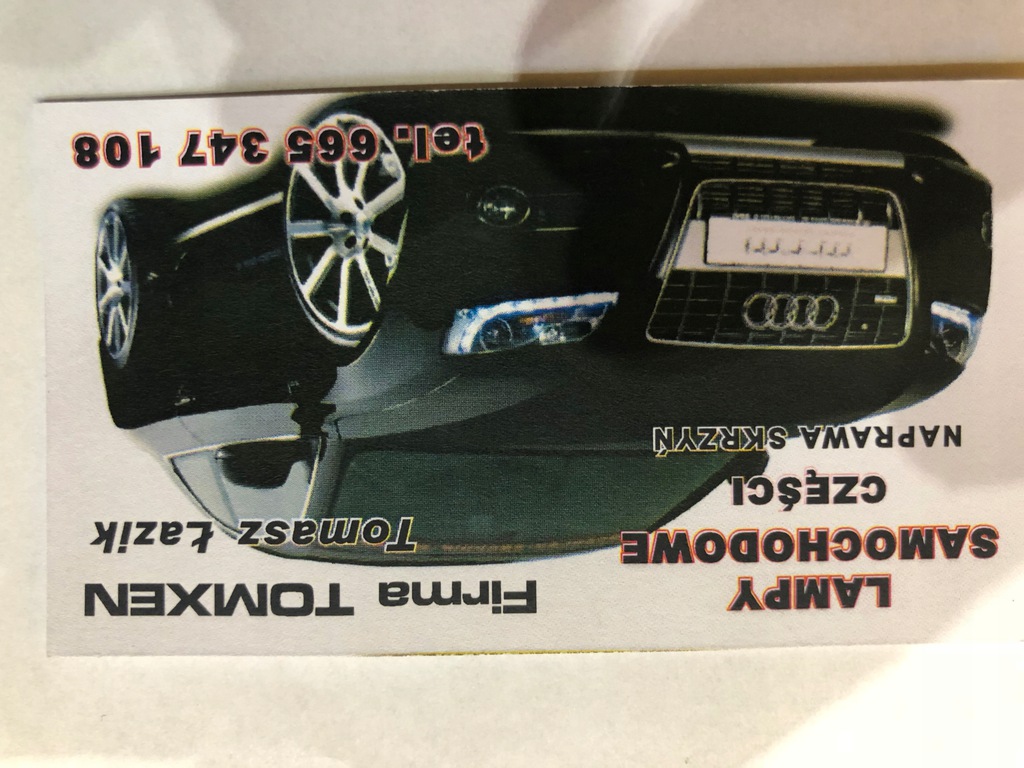 LAMPY
SAMOCHODOWE
CZĘŚCI
NAPRAWA SKRZYŃ
Firma TOMXEN
Tomasz Łazik
tel. 665 347 108